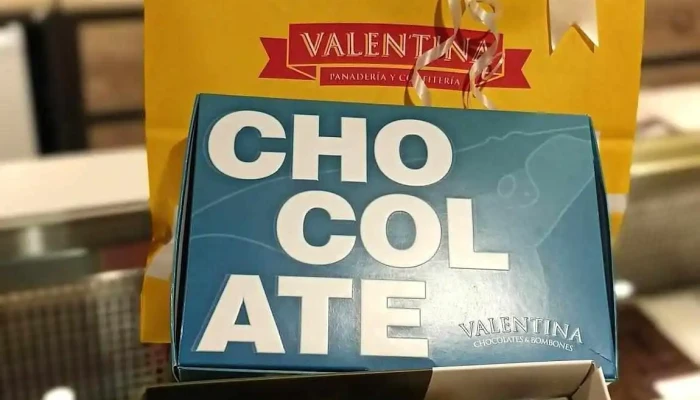 VALENTINA
PANADERÍA Y CONFITERÍA
CHO
COL
ATE
VALENTINA
CHOCOLATES & BOMBONES